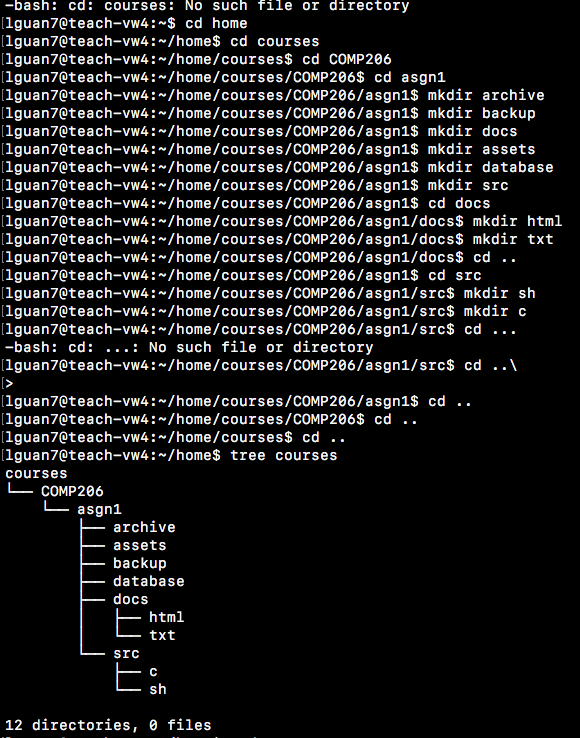 -bash: cd: courses: No such file or directory
[lguan7@teach-vw4:~$ cd home
[lguan7@teach-vw4:~/home$ cd courses
[lguan7@teach-vw4:~/home/courses$ cd COMP206
[lguan7@teach-vw4:~/home/courses/COMP206$ cd asgn1
[lguan7@teach-vw4:~/home/courses/COMP206/asgn1$ mkdir archive
[lguan7@teach-vw4:~/home/courses/COMP206/asgn1$ mkdir backup
[lguan7@teach-vw4:~/home/courses/COMP206/asgn1$ mkdir docs
[lguan7@teach-vw4:~/home/courses/COMP206/asgn1$ mkdir assets
[lguan7@teach-vw4:~/home/courses/COMP206/asgn1$ mkdir database
[lguan7@teach-vw4:~/home/courses/COMP206/asgn1$ mkdir src
[lguan7@teach-vw4:~/home/courses/COMP206/asgn1$ cd docs
[lguan7@teach-vw4:~/home/courses/COMP206/asgn1/docs$ mkdir html
[lguan7@teach-vw4:~/home/courses/COMP206/asgn1/docs$ mkdir txt
[lguan7@teach-vw4:~/home/courses/COMP206/asgn1/docs$ cd ..
[lguan7@teach-vw4:~/home/courses/COMP206/asgn1$ cd src
[lguan7@teach-vw4:~/home/courses/COMP206/asgn1/src$ mkdir sh
[lguan7@teach-vw4:~/home/courses/COMP206/asgn1/src$ mkdir c
[lguan7@teach-vw4:~/home/courses/COMP206/asgn1/src$ cd ...
-bash: cd: ...: No such file or directory
[lguan7@teach-vw4:~/home/courses/COMP206/asgn1/src$ cd ..\
[>
[lguan7@teach-vw4:~/home/courses/COMP206/asgn1$ cd ..
[lguan7@teach-vw4:~/home/courses/COMP206$ cd ..
[lguan7@teach-vw4:~/home/courses$ cd ..
[lguan7@teach-vw4:~/home$ tree courses
courses
└── COMP206
    └── asgn1
        ├── archive
        ├── assets
        ├── backup
        ├── database
        ├── docs
        │   ├── html
        │   └── txt
        └── src
            ├── c
            └── sh
12 directories, 0 files